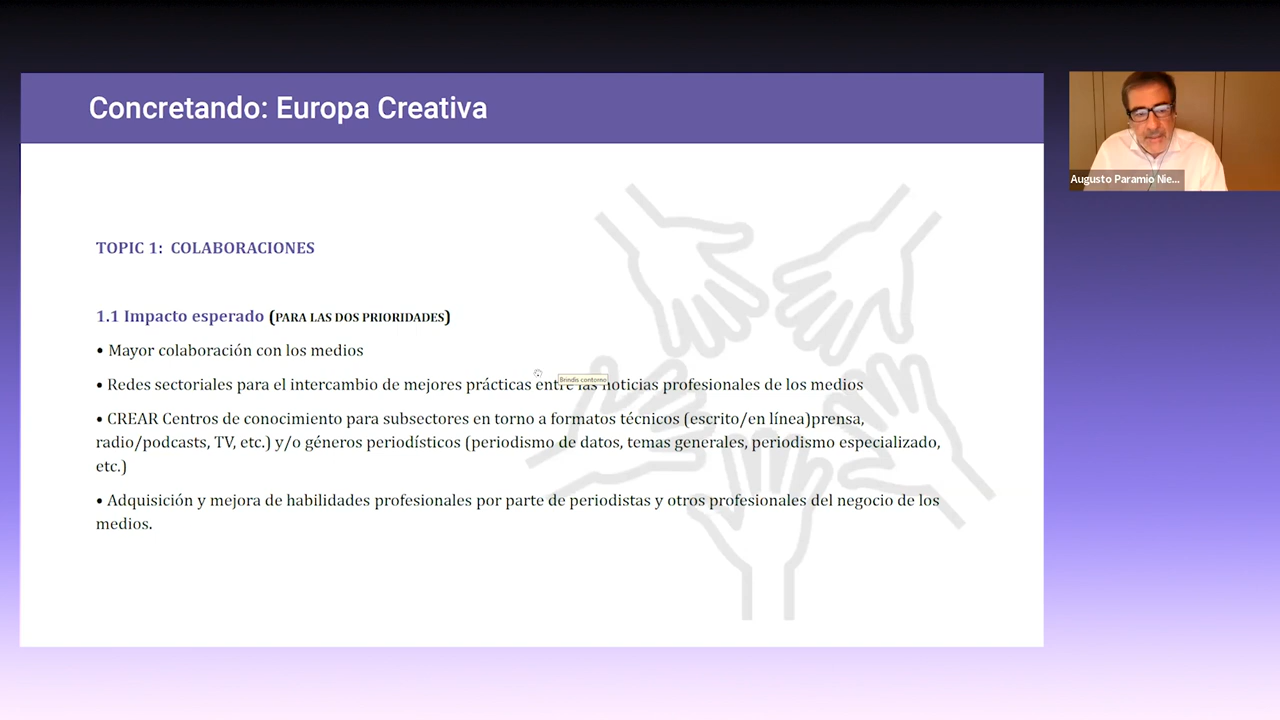 Concretando: Europa Creativa
Augusto Paramio Nie...
TOPIC 1: COLABORACIONES
1.1 Impacto esperado (PARA LAS DOS PRIORIDADES)
• Mayor colaboración con los medios
• Redes sectoriales para el intercambio de mejores prácticas entre las noticias profesionales de los medios
Brindis contorno
• CREAR Centros de conocimiento para subsectores en torno a formatos técnicos (escrito/en línea)prensa,
radio/podcasts, TV, etc.) y/o géneros periodísticos (periodismo de datos, temas generales, periodismo especializado,
etc.)
• Adquisición y mejora de habilidades profesionales por parte de periodistas y otros profesionales del negocio de los
medios.